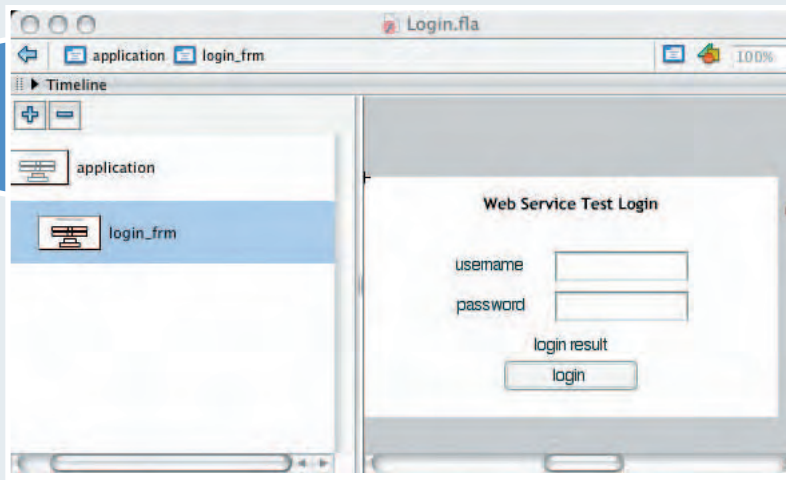 Login.fla
application login_frm
100%
Timeline
application
login_frm
Web Service Test Login
username
password
login result
login